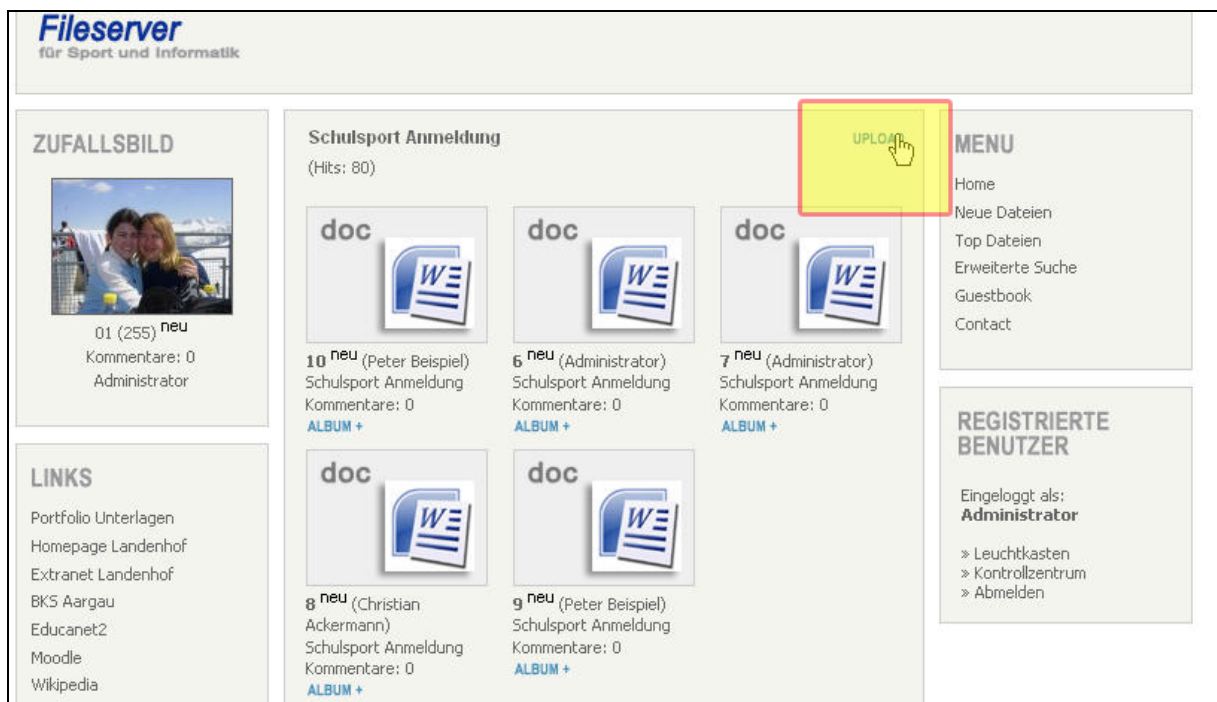 Fileserver
für Sport und Informatik
ZUFALLSBILD
01 (255) neu
Kommentare: 0
Administrator
LINKS
Portfolio Unterlagen
Homepage Landenhof
Extranet Landenhof
BKS Aargau
Educanet2
Moodle
Wikipedia
Schulsport Anmeldung
UPLOAD
(Hits: 80)
doc
W
10 neu (Peter Beispiel)
Schulsport Anmeldung
Kommentare: 0
ALBUM +
doc
W
6 neu (Administrator)
Schulsport Anmeldung
Kommentare: 0
ALBUM +
doc
W
7 neu (Administrator)
Schulsport Anmeldung
Kommentare: 0
ALBUM +
doc
W
8 neu (Christian
Ackermann)
Schulsport Anmeldung
Kommentare: 0
ALBUM +
doc
W
9 neu (Peter Beispiel)
Schulsport Anmeldung
Kommentare: 0
ALBUM +
MENU
Home
Neue Dateien
Top Dateien
Erweiterte Suche
Guestbook
Contact
REGISTRIERTE
BENUTZER
Eingeloggt als:
Administrator
» Leuchtkasten
» Kontrollzentrum
» Abmelden